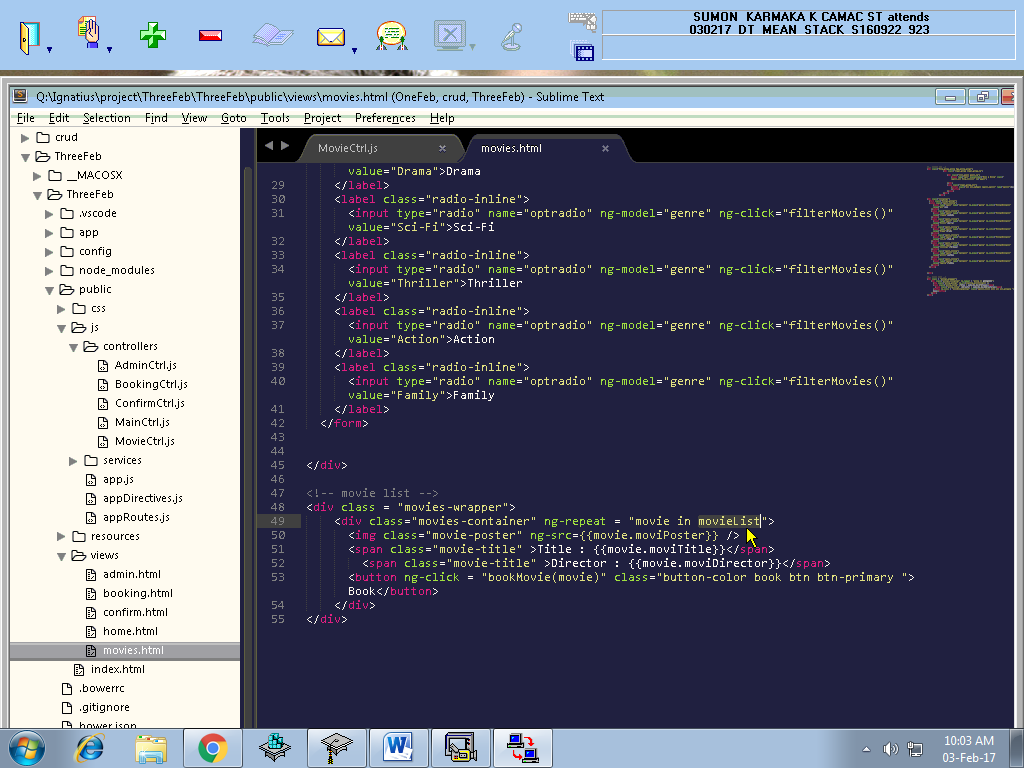 SUMON KARMAKA K CAMAC ST attends
030217_DT_MEAN_STACK_S160922_923
Q:\Ignatius\project\ThreeFeb\ThreeFeb\public\views\movies.html (OneFeb, crud, ThreeFeb) - Sublime Text
File Edit Selection Find View Goto Tools Project Preferences Help
crud
ThreeFeb
__MACOSX
ThreeFeb
.vscode
app
config
node_modules
public
css
js
controllers
AdminCtrl.js
BookingCtrl.js
ConfirmCtrl.js
MainCtrl.js
MovieCtrl.js
services
app.js
appDirectives.js
appRoutes.js
resources
views
admin.html
booking.html
confirm.html
home.html
movies.html
index.html
.bowerrc
.gitignore
bower.json
MovieCtrl.js × movies.html ×
value="Drama">Drama
29 </label>
30 <label class="radio-inline">
31 <input type="radio" name="optradio" ng-model="genre" ng-click="filterMovies()"
value="Sci-Fi">Sci-Fi
32 </label>
33 <label class="radio-inline">
34 <input type="radio" name="optradio" ng-model="genre" ng-click="filterMovies()"
value="Thriller">Thriller
35 </label>
36 <label class="radio-inline">
37 <input type="radio" name="optradio" ng-model="genre" ng-click="filterMovies()"
value="Action">Action
38 </label>
39 <label class="radio-inline">
40 <input type="radio" name="optradio" ng-model="genre" ng-click="filterMovies()"
value="Family">Family
41 </label>
42 </form>
43
44
45 </div>
46
47 <!-- movie list -->
48 <div class = "movies-wrapper">
49 <div class="movies-container" ng-repeat = "movie in movieList">
50 <img class="movie-poster" ng-src={{movie.moviPoster}} />
51 <span class="movie-title" >Title : {{movie.moviTitle}}</span>
52 <span class="movie-title" >Director : {{movie.moviDirector}}</span>
53 <button ng-click = "bookMovie(movie)" class="button-color book btn btn-primary ">
Book</button>
54 </div>
55 </div>
10:03 AM
03-Feb-17